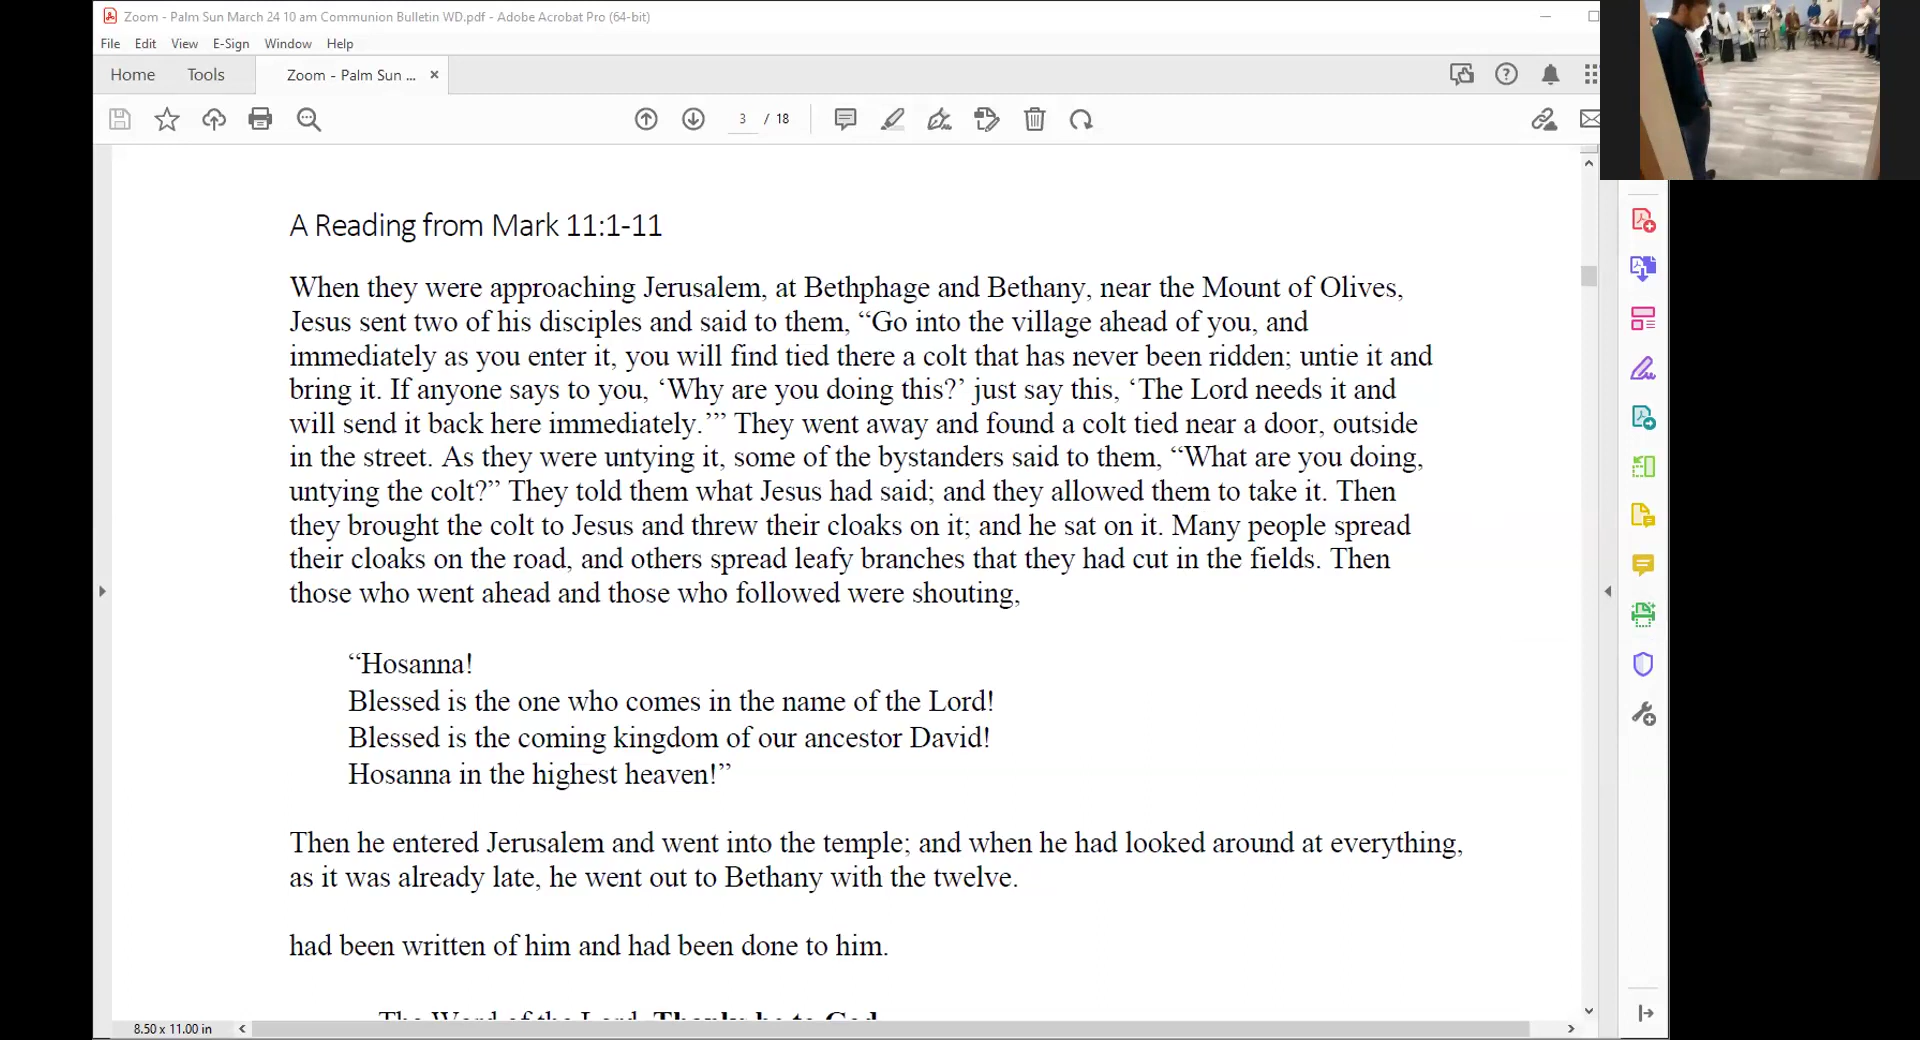 Zoom - Palm Sun March 24 10 am Communion Bulletin WD.pdf - Adobe Acrobat Pro (64-bit)
File Edit View E-Sign Window Help
Home Tools Zoom - Palm Sun ... ×
3 / 18
A Reading from Mark 11:1-11
When they were approaching Jerusalem, at Bethphage and Bethany, near the Mount of Olives,
Jesus sent two of his disciples and said to them, “Go into the village ahead of you, and
immediately as you enter it, you will find tied there a colt that has never been ridden; untie it and
bring it. If anyone says to you, ‘Why are you doing this?’ just say this, ‘The Lord needs it and
will send it back here immediately.’” They went away and found a colt tied near a door, outside
in the street. As they were untying it, some of the bystanders said to them, “What are you doing,
untying the colt?” They told them what Jesus had said; and they allowed them to take it. Then
they brought the colt to Jesus and threw their cloaks on it; and he sat on it. Many people spread
their cloaks on the road, and others spread leafy branches that they had cut in the fields. Then
those who went ahead and those who followed were shouting,
“Hosanna!
Blessed is the one who comes in the name of the Lord!
Blessed is the coming kingdom of our ancestor David!
Hosanna in the highest heaven!”
Then he entered Jerusalem and went into the temple; and when he had looked around at everything,
as it was already late, he went out to Bethany with the twelve.
had been written of him and had been done to him.
The Word of the Lord. Thanks be to God
8.50 x 11.00 in